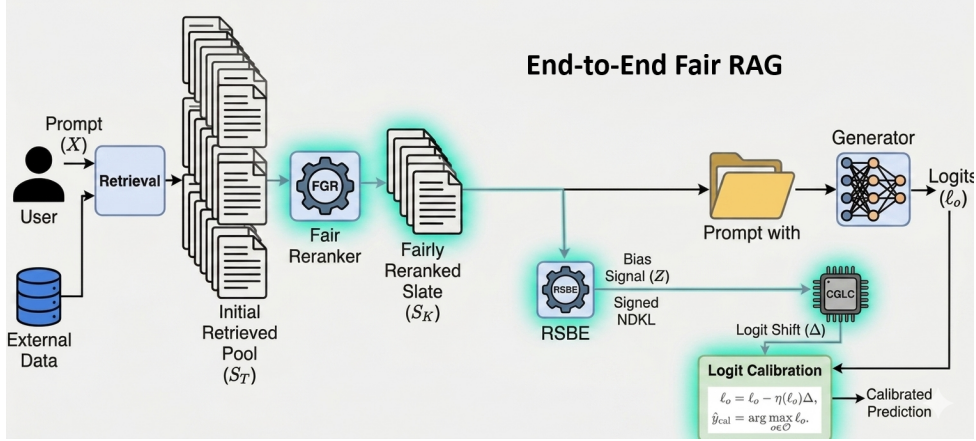 End-to-End Fair RAG
Prompt
(X)
User
External
Data
Retrieval
Initial
Retrieved
Pool
(S_T)
FGR
Fair
Reranker
Fairly
Reranked
Slate
(S_K)
RSBE
RSBE
Bias
Signal (Z)
Signed
NDKL
Prompt with
Generator
Logits
(ℓ_o)
CGLC
Logit Shift (Δ)
Logit Calibration
ℓ_o = ℓ_o − η(ℓ_o)Δ,
ŷ_cal = arg max_{o∈𝒪} ℓ_o.
Calibrated
Prediction